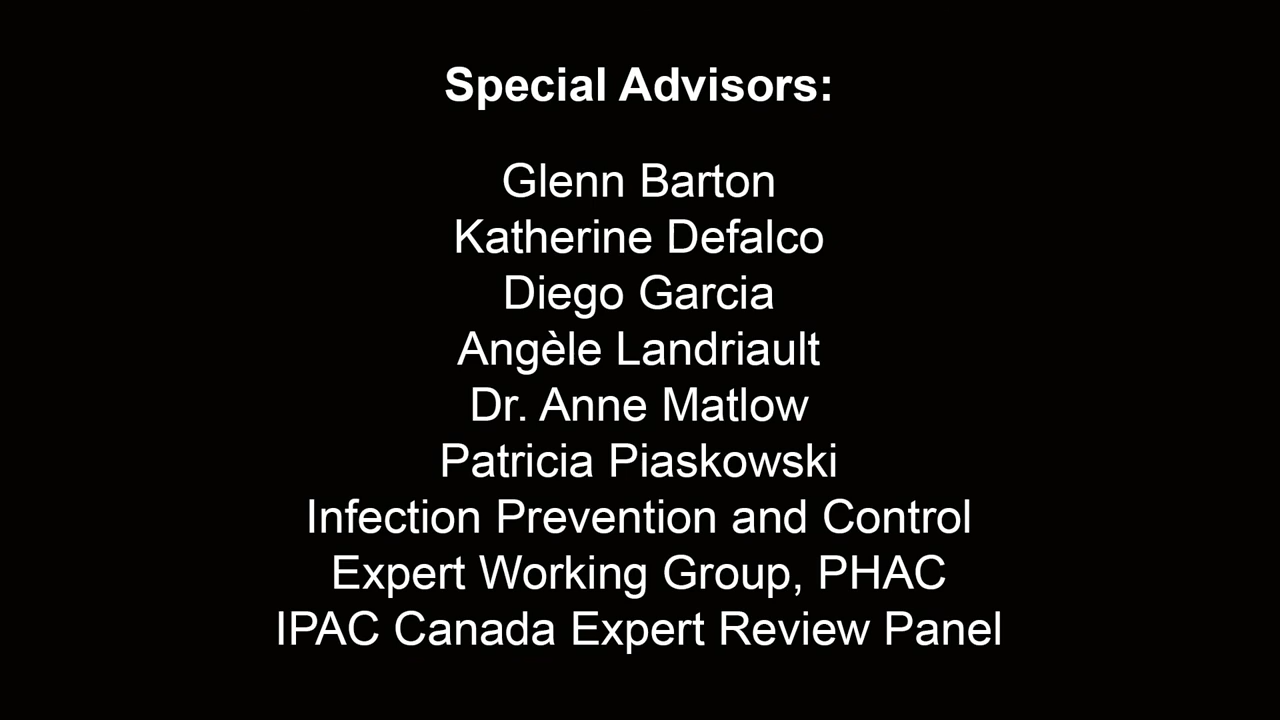 Special Advisors:
Glenn Barton
Katherine Defalco
Diego Garcia
Angèle Landriault
Dr. Anne Matlow
Patricia Piaskowski
Infection Prevention and Control
Expert Working Group, PHAC
IPAC Canada Expert Review Panel